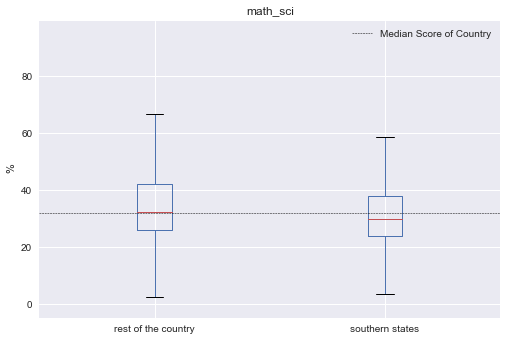 math_sci
Median Score of Country
80
60
%
40
20
0
rest of the country
southern states